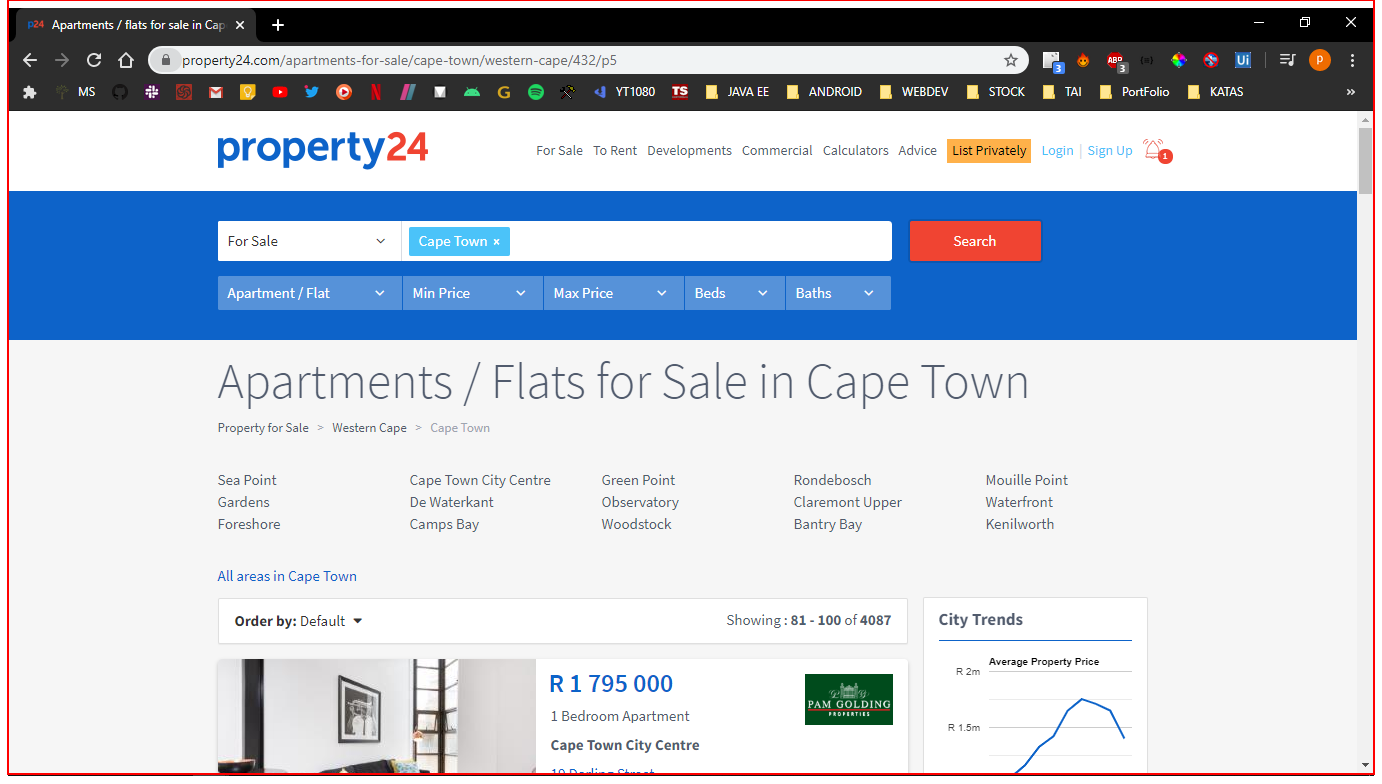 p24 Apartments / flats for sale in Cap
property24.com/apartments-for-sale/cape-town/western-cape/432/p5
3 ABP 3 Ui P
MS YT1080 TS JAVA EE ANDROID WEBDEV STOCK TAI PortFolio KATAS »
property24
For Sale To Rent Developments Commercial Calculators Advice List Privately Login | Sign Up 1
For Sale Cape Town × Search
Apartment / Flat Min Price Max Price Beds Baths
Apartments / Flats for Sale in Cape Town
Property for Sale > Western Cape > Cape Town
Sea Point Cape Town City Centre Green Point Rondebosch Mouille Point
Gardens De Waterkant Observatory Claremont Upper Waterfront
Foreshore Camps Bay Woodstock Bantry Bay Kenilworth
All areas in Cape Town
Order by: Default Showing : 81 - 100 of 4087
City Trends
Average Property Price
R 2m
R 1.5m
R 1 795 000
1 Bedroom Apartment
Cape Town City Centre
PAM GOLDING
PROPERTIES